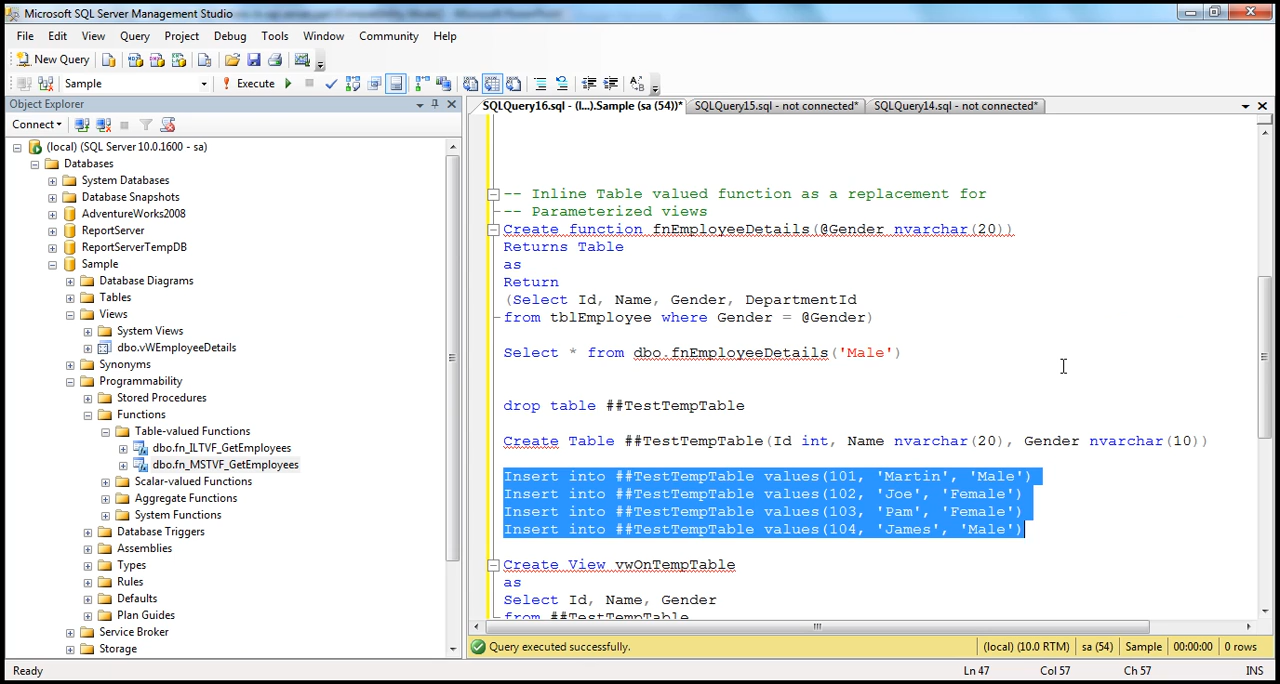 Microsoft SQL Server Management Studio
File Edit View Query Project Debug Tools Window Community Help
New Query
Sample Execute
Object Explorer
Connect
(local) (SQL Server 10.0.1600 - sa)
Databases
System Databases
Database Snapshots
AdventureWorks2008
ReportServer
ReportServerTempDB
Sample
Database Diagrams
Tables
Views
System Views
dbo.vWEmployeeDetails
Synonyms
Programmability
Stored Procedures
Functions
Table-valued Functions
dbo.fn_ILTVF_GetEmployees
dbo.fn_MSTVF_GetEmployees
Scalar-valued Functions
Aggregate Functions
System Functions
Database Triggers
Assemblies
Types
Rules
Defaults
Plan Guides
Service Broker
Storage
SQLQuery16.sql - (l...).Sample (sa (54))* SQLQuery15.sql - not connected* SQLQuery14.sql - not connected*
-- Inline Table valued function as a replacement for
-- Parameterized views
Create function fnEmployeeDetails(@Gender nvarchar(20))
Returns Table
as
Return
(Select Id, Name, Gender, DepartmentId
from tblEmployee where Gender = @Gender)
Select * from dbo.fnEmployeeDetails('Male')
drop table ##TestTempTable
Create Table ##TestTempTable(Id int, Name nvarchar(20), Gender nvarchar(10))
Insert into ##TestTempTable values(101, 'Martin', 'Male')
Insert into ##TestTempTable values(102, 'Joe', 'Female')
Insert into ##TestTempTable values(103, 'Pam', 'Female')
Insert into ##TestTempTable values(104, 'James', 'Male')
Create View vwOnTempTable
as
Select Id, Name, Gender
from ##TestTempTable
Query executed successfully. (local) (10.0 RTM) sa (54) Sample 00:00:00 0 rows
Ready Ln 47 Col 57 Ch 57 INS